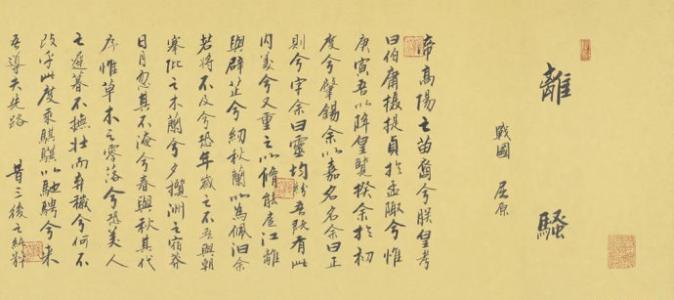 離騷
戰國 屈原
帝高陽之苗裔兮朕皇考
曰伯庸攝提貞於孟陬兮惟
庚寅吾以降皇覽揆余於初
度兮肇錫余以嘉名名余曰正
則兮字余曰靈均紛吾既有此
內美兮又重之以脩能扈江離
與辟芷兮紉秋蘭以為佩汩余
若將不及兮恐年歲之不吾與朝
搴阰之木蘭兮夕攬洲之宿莽
日月忽其不淹兮春與秋其代
序惟草木之零落兮恐美人
之遲暮不撫壯而棄穢兮何不
改乎此度乘騏驥以馳騁兮來
吾導夫先路 昔三後之純粹